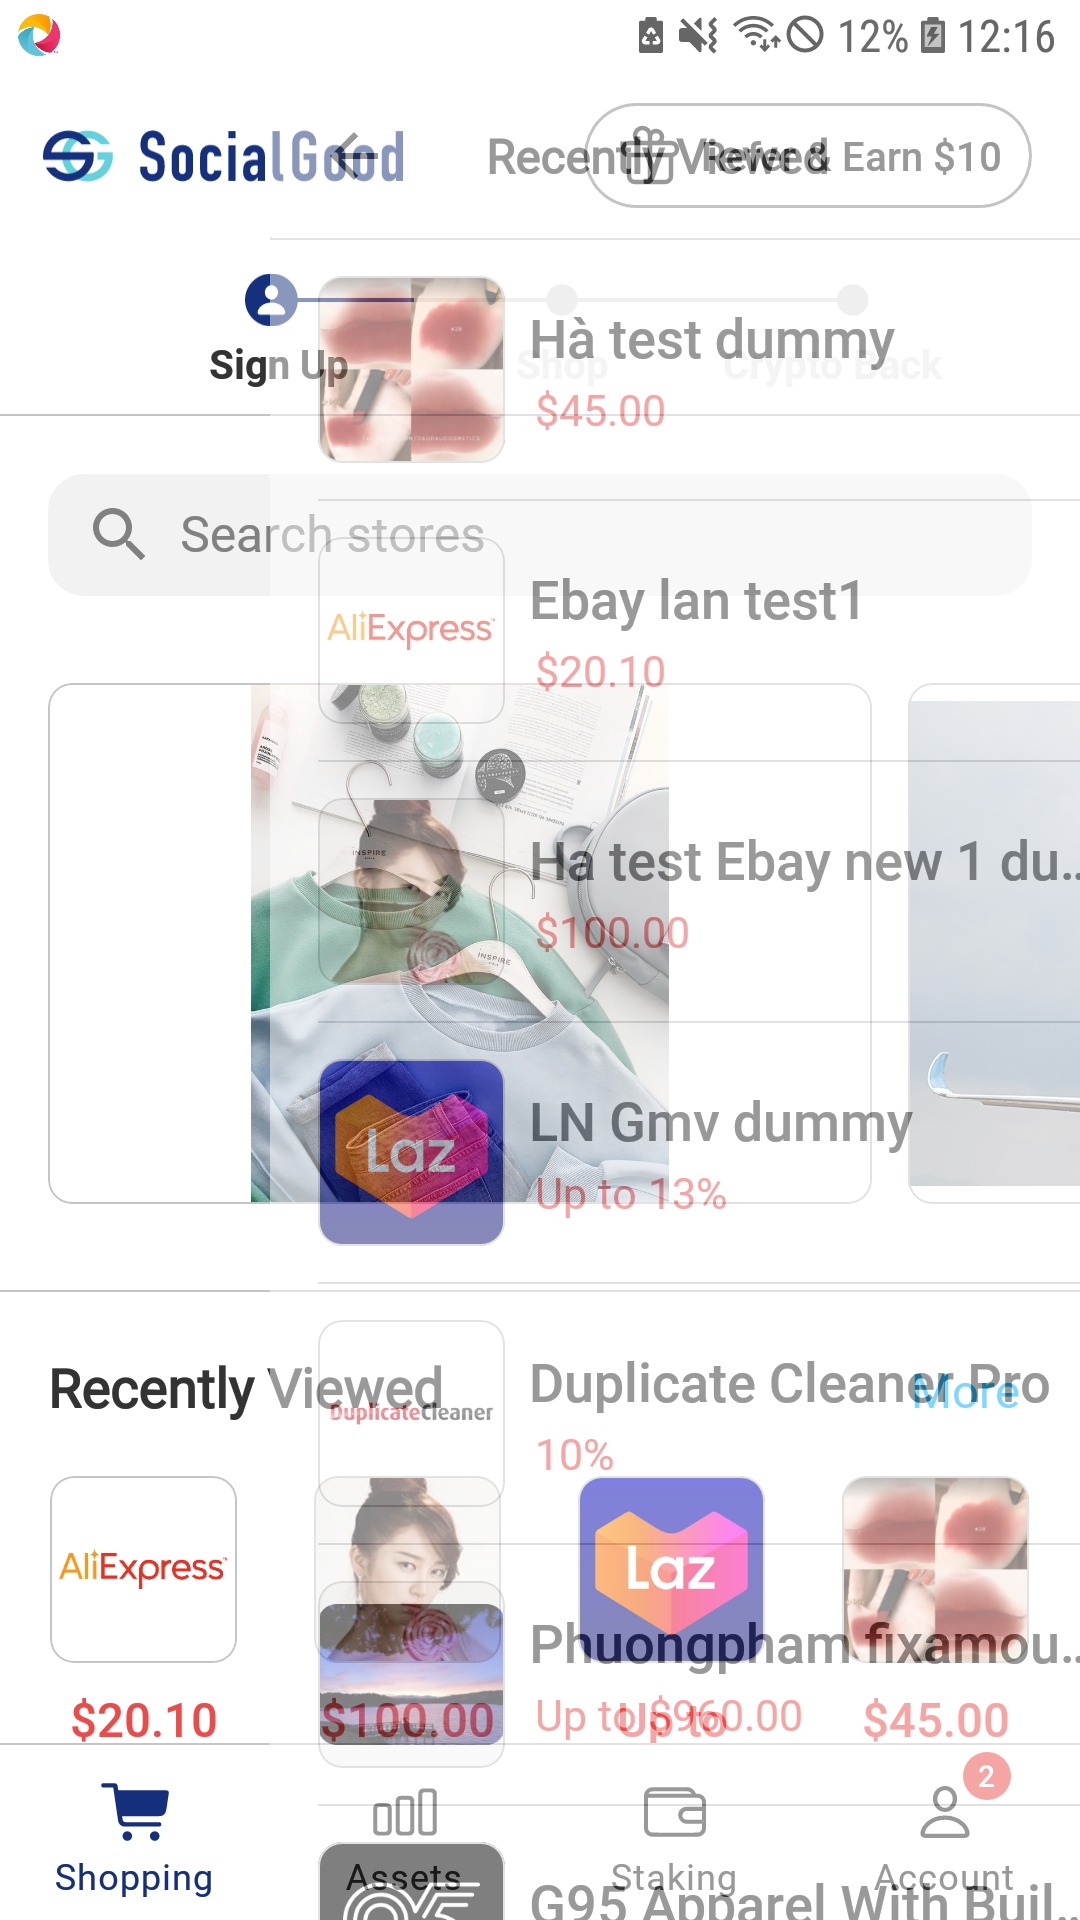 12% 12:16
SocialGood
Recently Viewed
Refer & Earn $10
Sign Up
Shop
Crypto Back
Hà test dummy
$45.00
Search stores
Ebay lan test1
AliExpress
$20.10
INSPIRE
Ha test Ebay new 1 du...
$100.00
INSPIRE
LN Gmv dummy
Laz
Up to 13%
Recently Viewed
More
Duplicate Cleaner Pro
DuplicateCleaner
10%
AliExpress
Laz
Phuongpham fixamou...
Up to $960.00
$20.10
$100.00
Up to
$45.00
2
Shopping
Assets
Staking
Account
G95 Apparel With Buil...